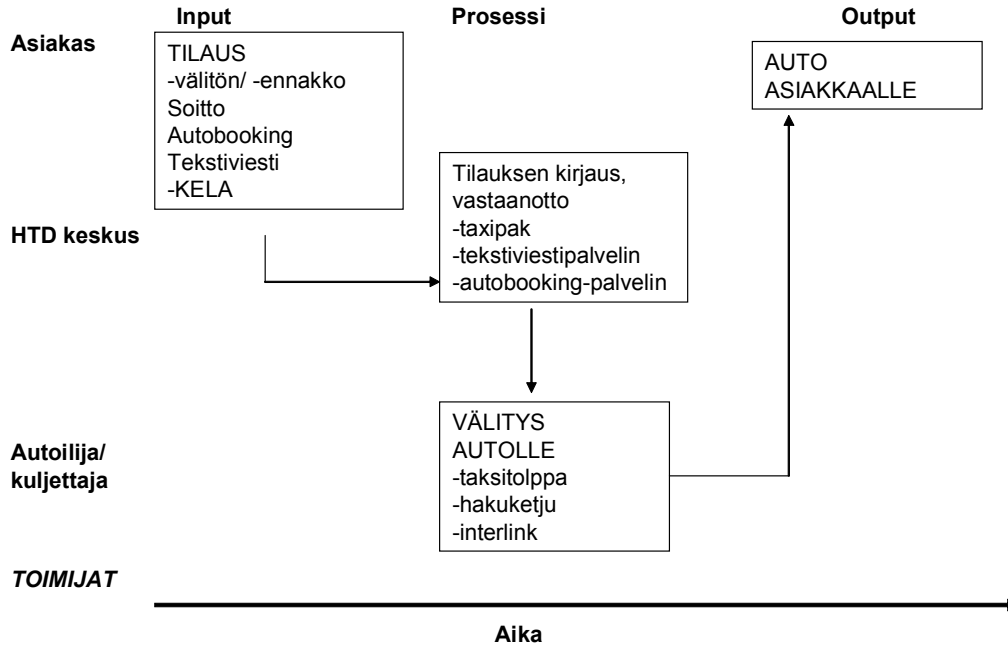 Input
Prosessi
Output
Asiakas
TILAUS
-välitön/ -ennakko
Soitto
Autobooking
Tekstiviesti
-KELA
AUTO
ASIAKKAALLE
HTD keskus
Tilauksen kirjaus,
vastaanotto
-taxipak
-tekstiviestipalvelin
-autobooking-palvelin
Autoilija/
kuljettaja
VÄLITYS
AUTOLLE
-taksitolppa
-hakuketju
-interlink
TOIMIJAT
Aika